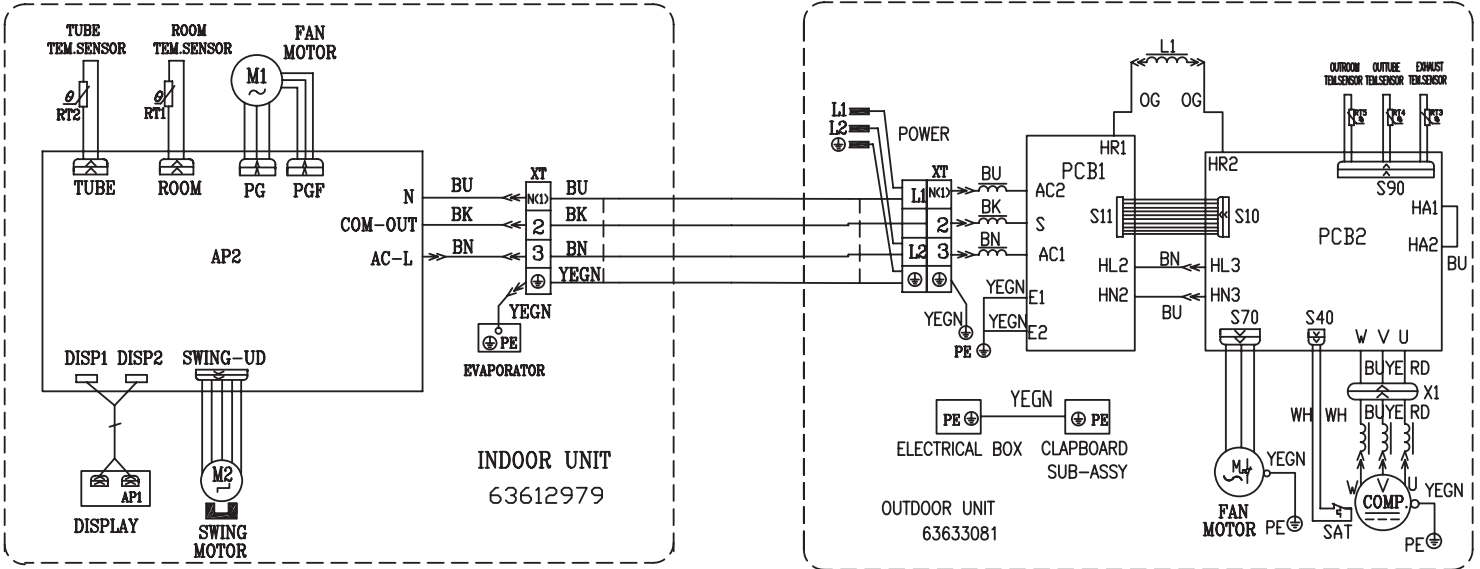 TUBE
TEM.SENSOR
ROOM
TEM.SENSOR
FAN
MOTOR
RT2
RT1
M1
TUBE
ROOM
PG
PGF
N
COM-OUT
AC-L
AP2
BU
BK
BN
XT
N(1)
2
3
BU
BK
BN
YEGN
YEGN
PE
EVAPORATOR
DISP1
DISP2
SWING-UD
AP1
DISPLAY
M2
SWING
MOTOR
INDOOR UNIT
63612979
L1
L2
POWER
XT
L1
N(1)
2
L2
3
YEGN
PE
BU
BK
BN
AC2
S
AC1
YEGN
E1
YEGN
E2
PE
PCB1
HR1
S11
HL2
HN2
L1
OG
OG
HR2
S10
BN
HL3
HN3
BU
PCB2
OUTROOM
TEM.SENSOR
OUTTUBE
TEM.SENSOR
EXHAUST
TEM.SENSOR
RT5
RT4
RT3
S90
HA1
HA2
BU
S70
S40
W V U
BU YE RD
X1
BU YE RD
WH WH
W
V
U
COMP.
YEGN
PE
SAT
M
YEGN
FAN
MOTOR
PE
PE
YEGN
PE
ELECTRICAL BOX
CLAPBOARD
SUB-ASSY
OUTDOOR UNIT
63633081